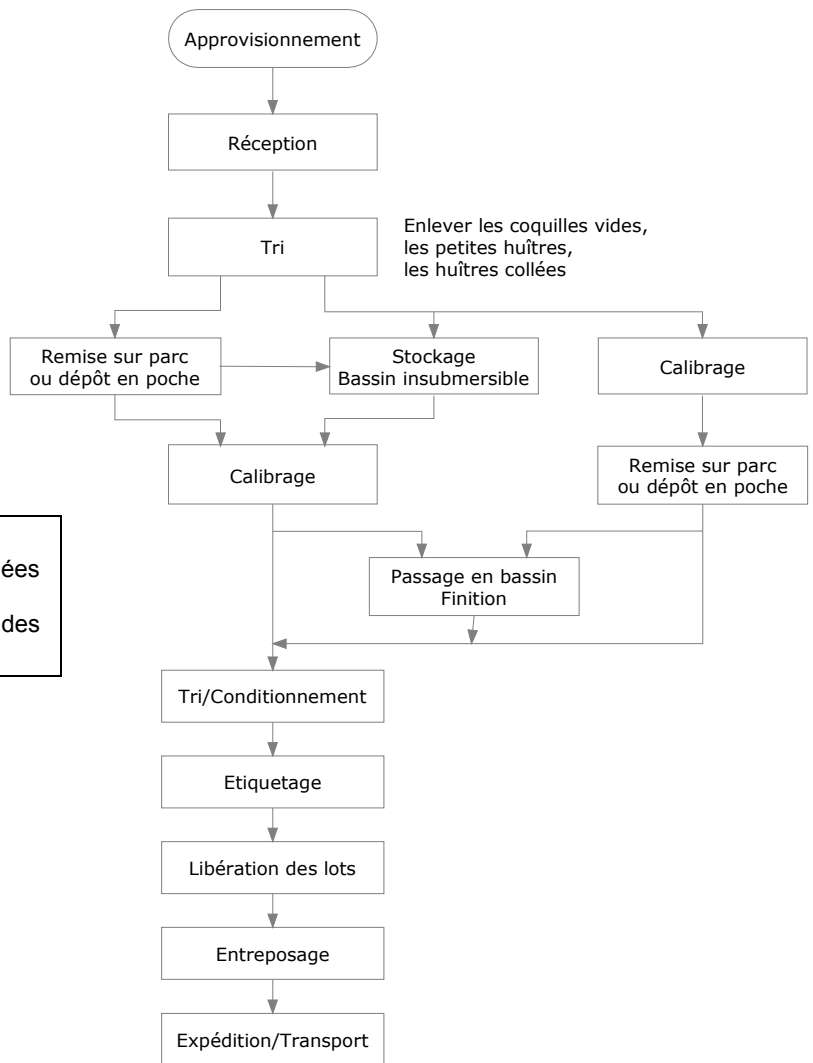 Approvisionnement
Réception
Tri
Enlever les coquilles vides,
les petites huîtres,
les huîtres collées
Remise sur parc
ou dépôt en poche
Stockage
Bassin insubmersible
Calibrage
Calibrage
Remise sur parc
ou dépôt en poche
ées
des
Passage en bassin
Finition
Tri/Conditionnement
Etiquetage
Libération des lots
Entreposage
Expédition/Transport